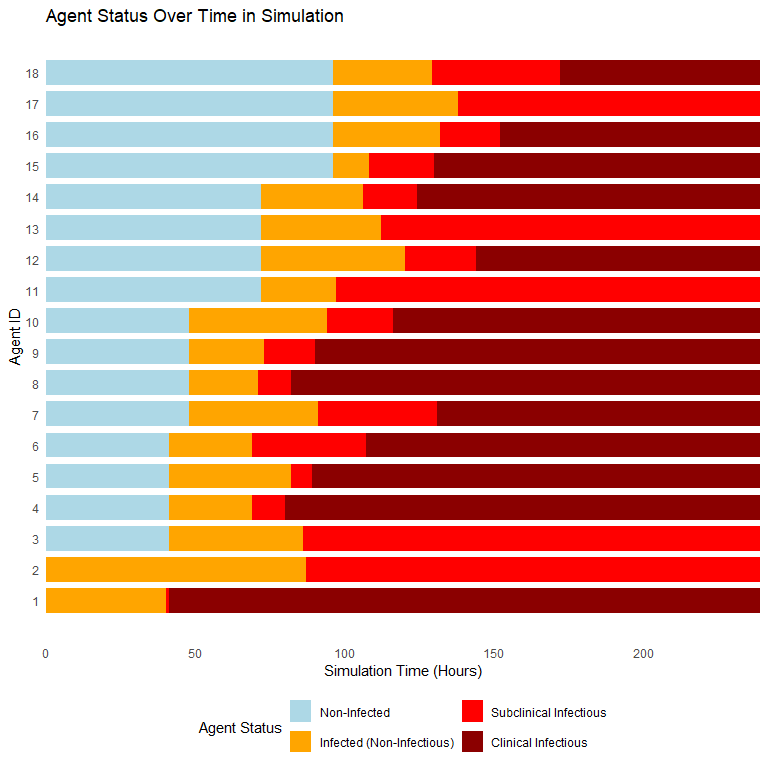 Agent Status Over Time in Simulation
18
17
16
15
14
13
12
11
10
9
8
7
6
5
4
3
2
1
Agent ID
0 50 100 150 200
Simulation Time (Hours)
Agent Status
Non-Infected
Infected (Non-Infectious)
Subclinical Infectious
Clinical Infectious